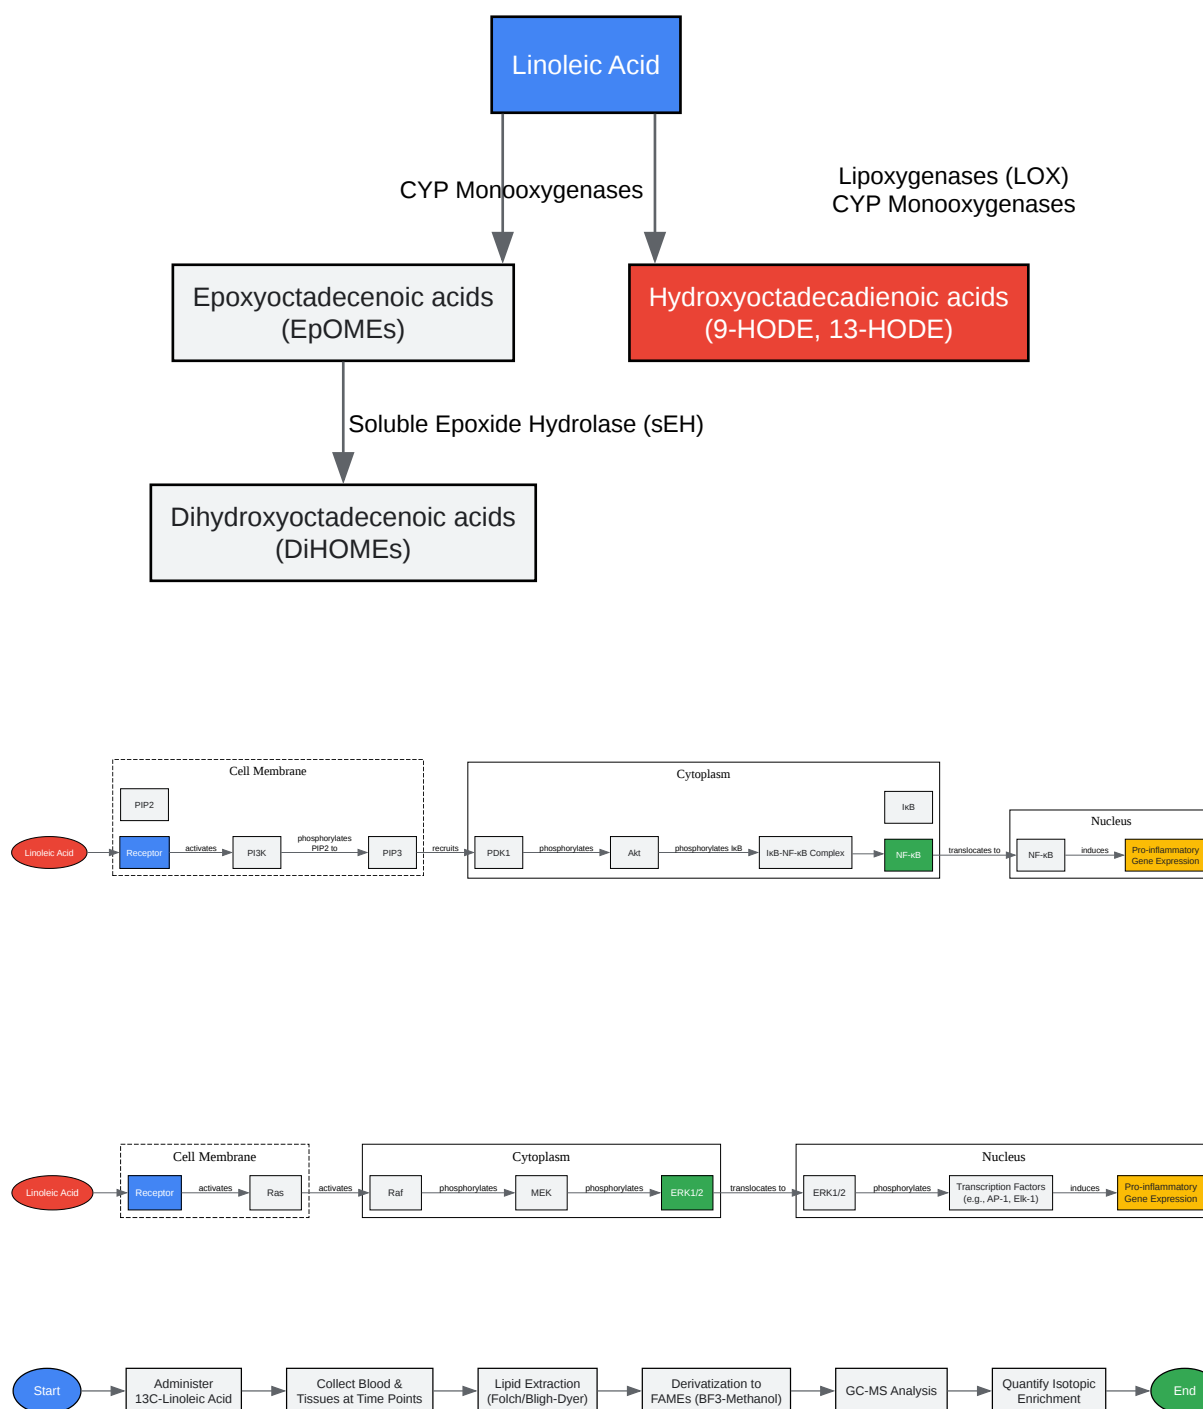 Linoleic Acid
CYP Monooxygenases
Lipoxygenases (LOX)
CYP Monooxygenases
Epoxyoctadecenoic acids
(EpOMEs)
Hydroxyoctadecadienoic acids
(9-HODE, 13-HODE)
Soluble Epoxide Hydrolase (sEH)
Dihydroxyoctadecenoic acids
(DiHOMEs)
Cell Membrane
PIP2
Linoleic Acid
Receptor
activates
PI3K
phosphorylates
PIP2 to
PIP3
recruits
Cytoplasm
IκB
PDK1
phosphorylates
Akt
phosphorylates IκB
IκB-NF-κB Complex
NF-κB
translocates to
Nucleus
NF-κB
induces
Pro-inflammatory
Gene Expression
Cell Membrane
Linoleic Acid
Receptor
activates
Ras
activates
Cytoplasm
Raf
phosphorylates
MEK
phosphorylates
ERK1/2
translocates to
Nucleus
ERK1/2
phosphorylates
Transcription Factors
(e.g., AP-1, Elk-1)
induces
Pro-inflammatory
Gene Expression
Start
Administer
13C-Linoleic Acid
Collect Blood &
Tissues at Time Points
Lipid Extraction
(Folch/Bligh-Dyer)
Derivatization to
FAMEs (BF3-Methanol)
GC-MS Analysis
Quantify Isotopic
Enrichment
End